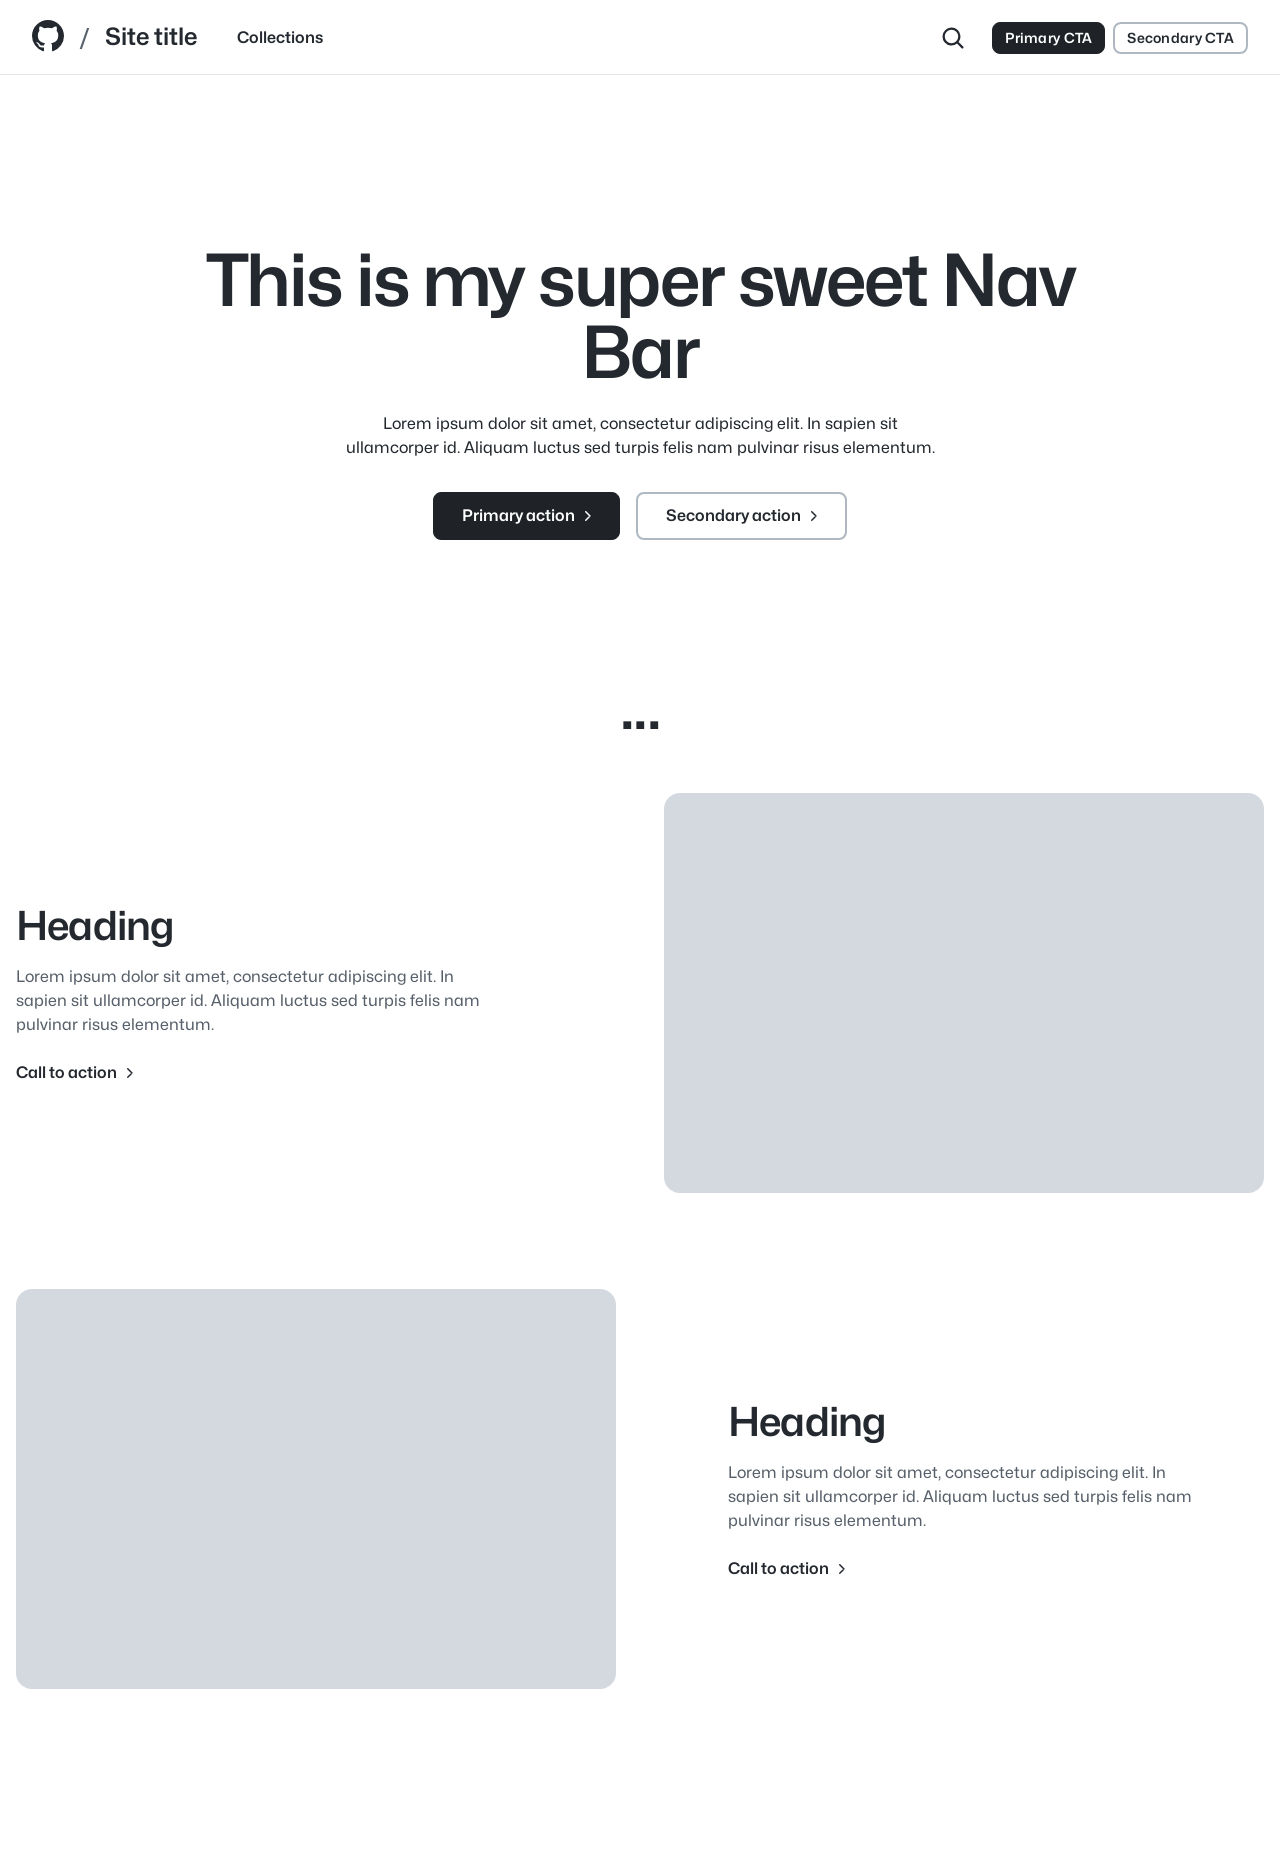 / Site title Collections Primary CTA Secondary CTA
This is my super sweet Nav
Bar
Lorem ipsum dolor sit amet, consectetur adipiscing elit. In sapien sit
ullamcorper id. Aliquam luctus sed turpis felis nam pulvinar risus elementum.
Primary action Secondary action
...
Heading
Lorem ipsum dolor sit amet, consectetur adipiscing elit. In
sapien sit ullamcorper id. Aliquam luctus sed turpis felis nam
pulvinar risus elementum.
Call to action
Heading
Lorem ipsum dolor sit amet, consectetur adipiscing elit. In
sapien sit ullamcorper id. Aliquam luctus sed turpis felis nam
pulvinar risus elementum.
Call to action